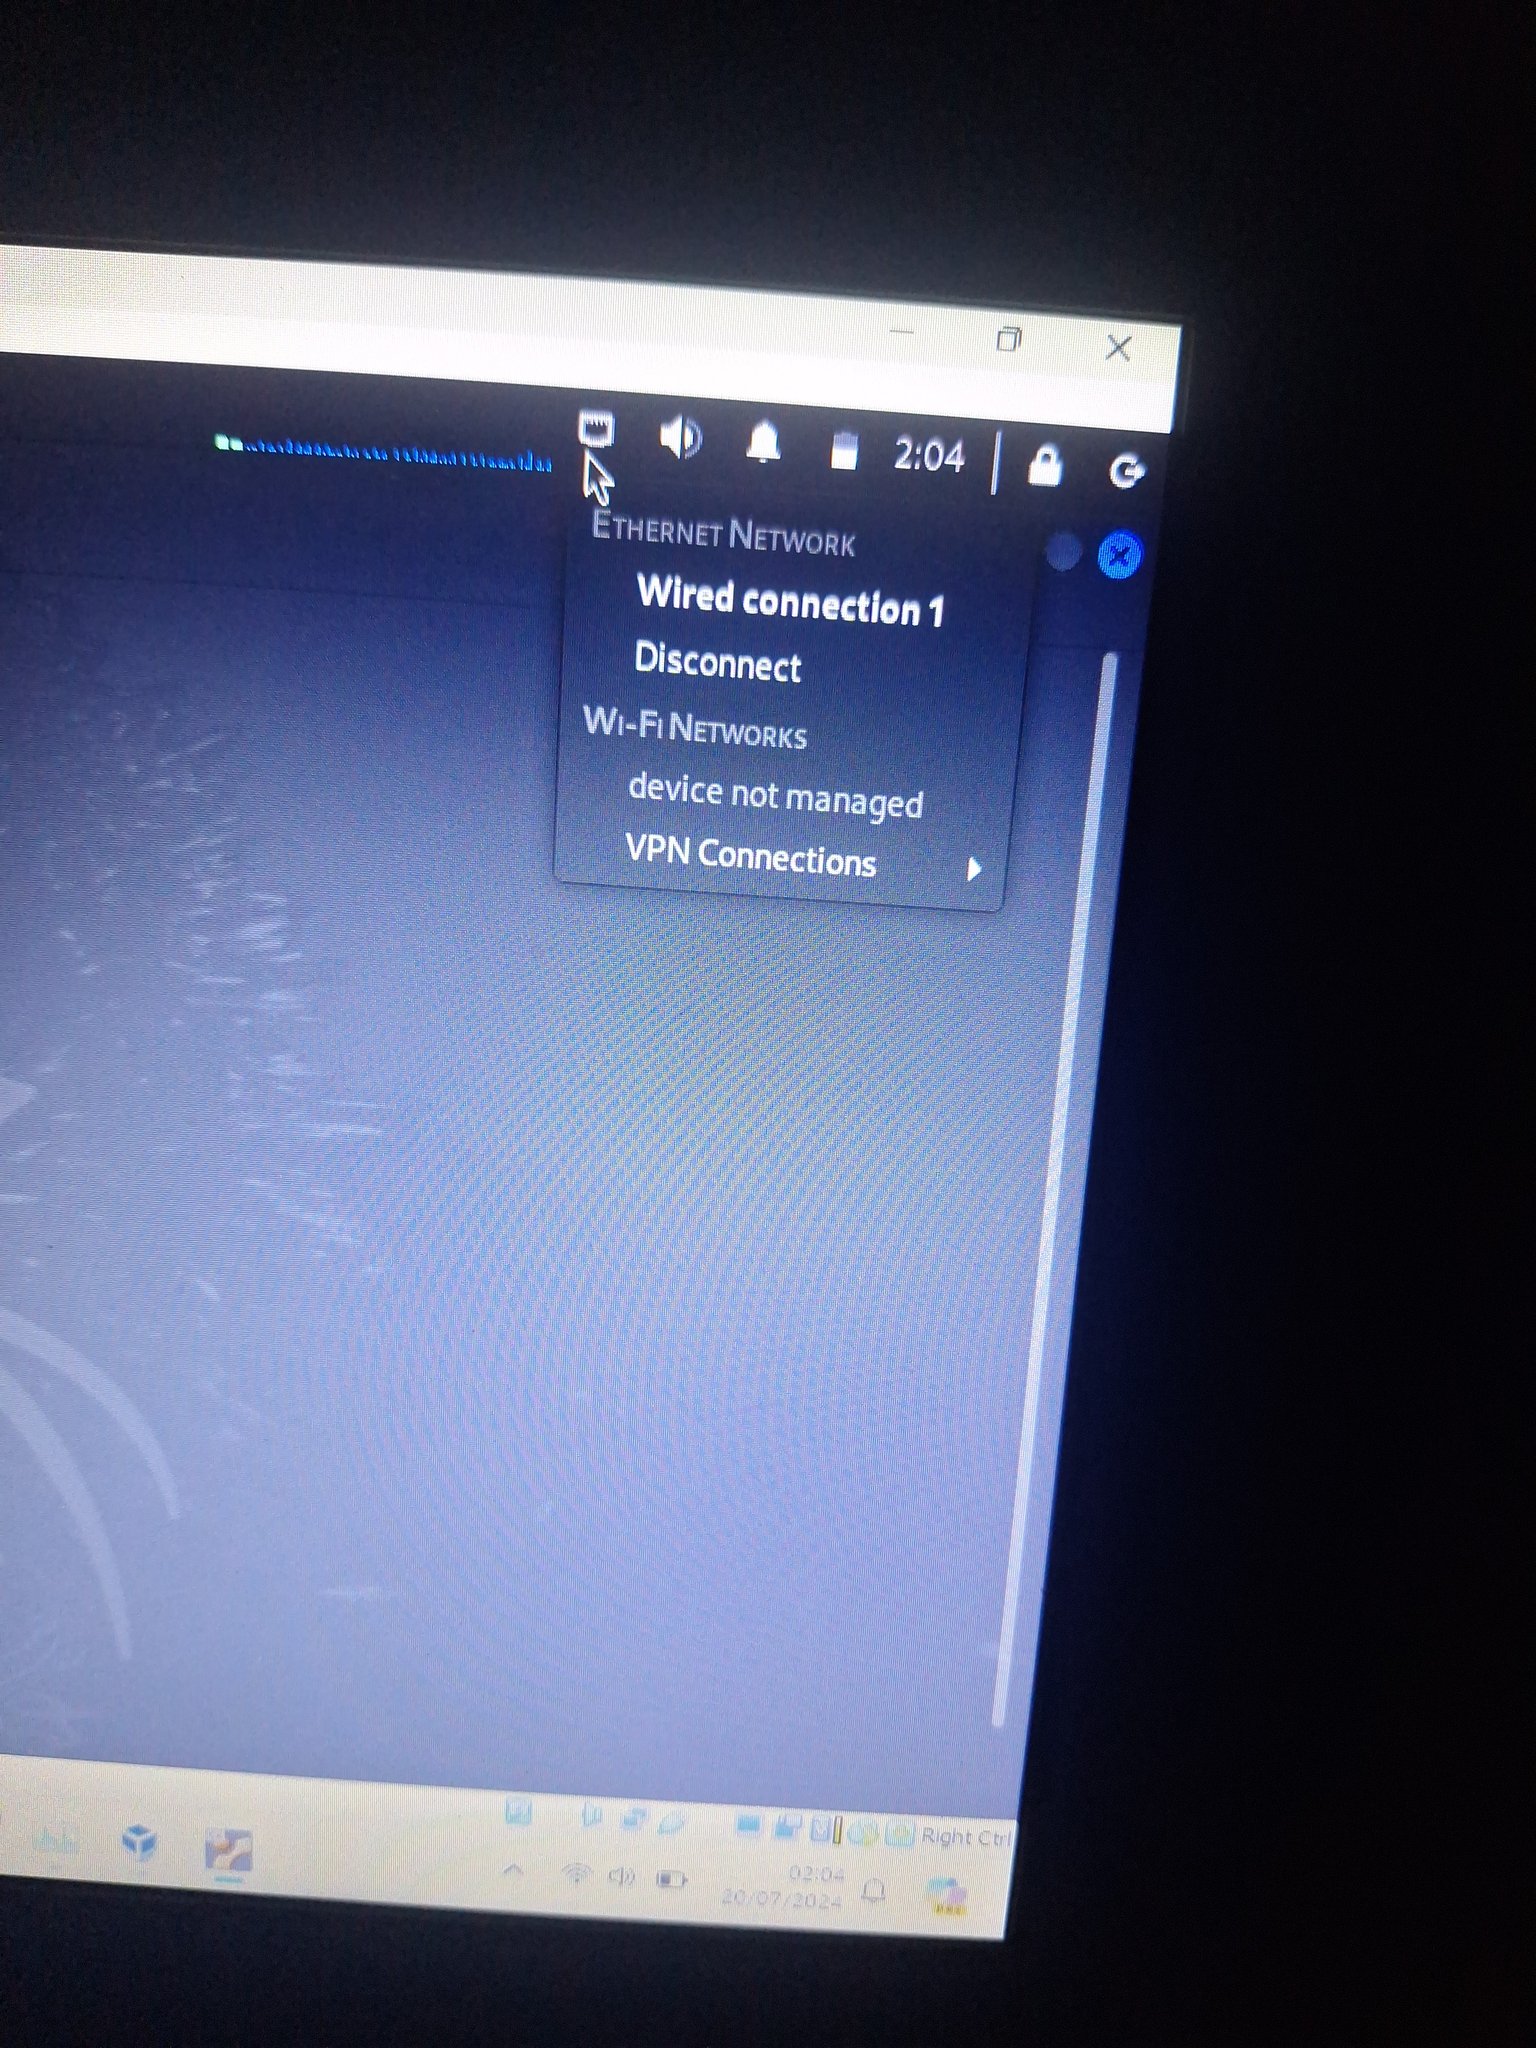 2:04
ETHERNET NETWORK
Wired connection 1
Disconnect
WI-FI NETWORKS
device not managed
VPN Connections
Right Ctrl
02:04
20/07/2024